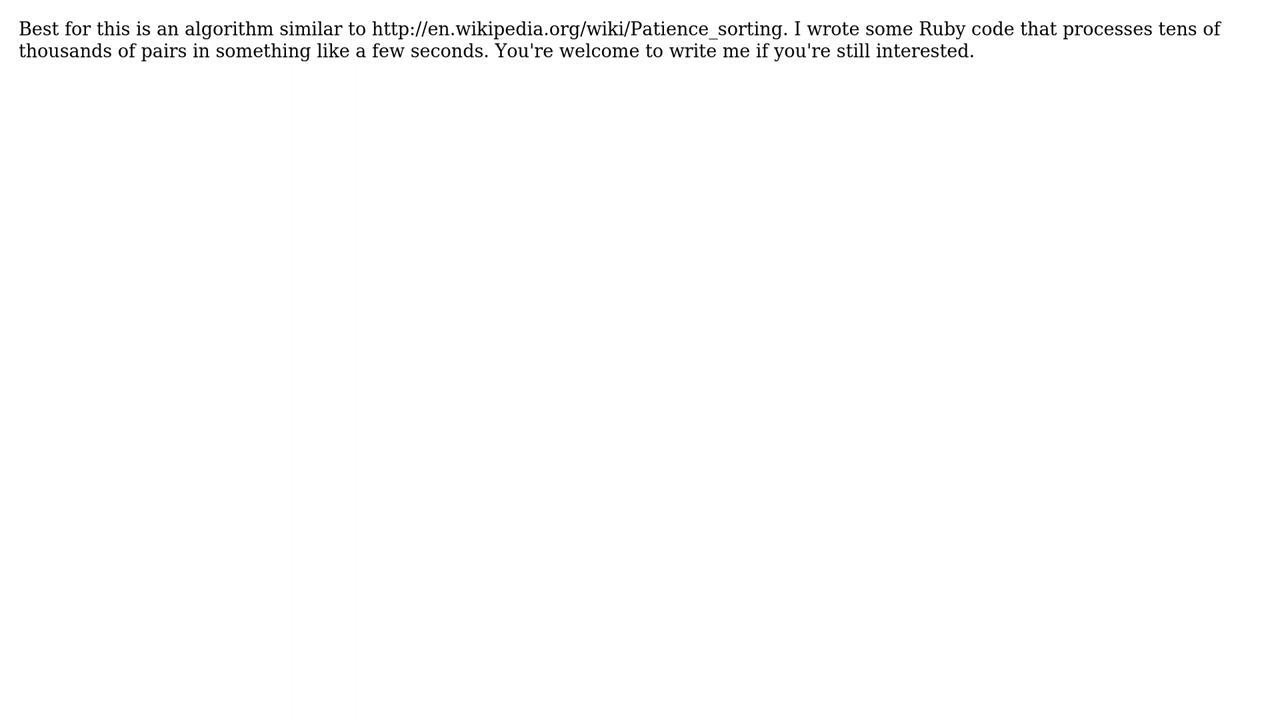 Best for this is an algorithm similar to http://en.wikipedia.org/wiki/Patience_sorting. I wrote some Ruby code that processes tens of
thousands of pairs in something like a few seconds. You're welcome to write me if you're still interested.